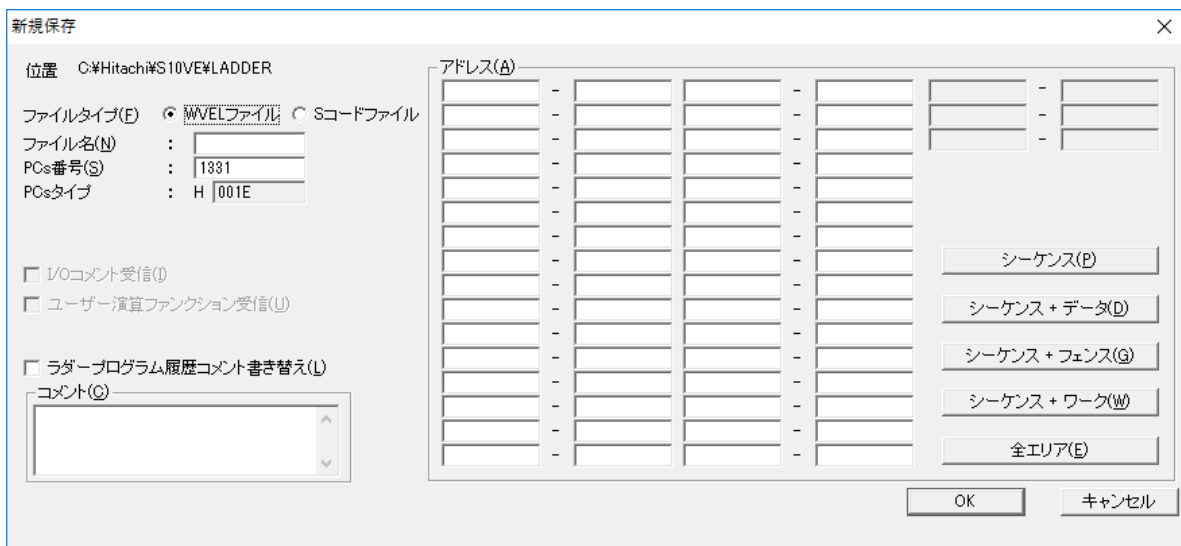 新規保存
位置 C:¥Hitachi¥S10VE¥LADDER
ファイルタイプ(F) WVELファイル Sコードファイル
ファイル名(N) :
PCs番号(S) : 1331
PCsタイプ : H 001E
I/Oコメント受信(I)
ユーザー演算ファンクション受信(U)
ラダープログラム履歴コメント書き替え(L)
コメント(C)
アドレス(A)
シーケンス(P)
シーケンス + データ(D)
シーケンス + フェンス(G)
シーケンス + ワーク(W)
全エリア(E)
OK キャンセル